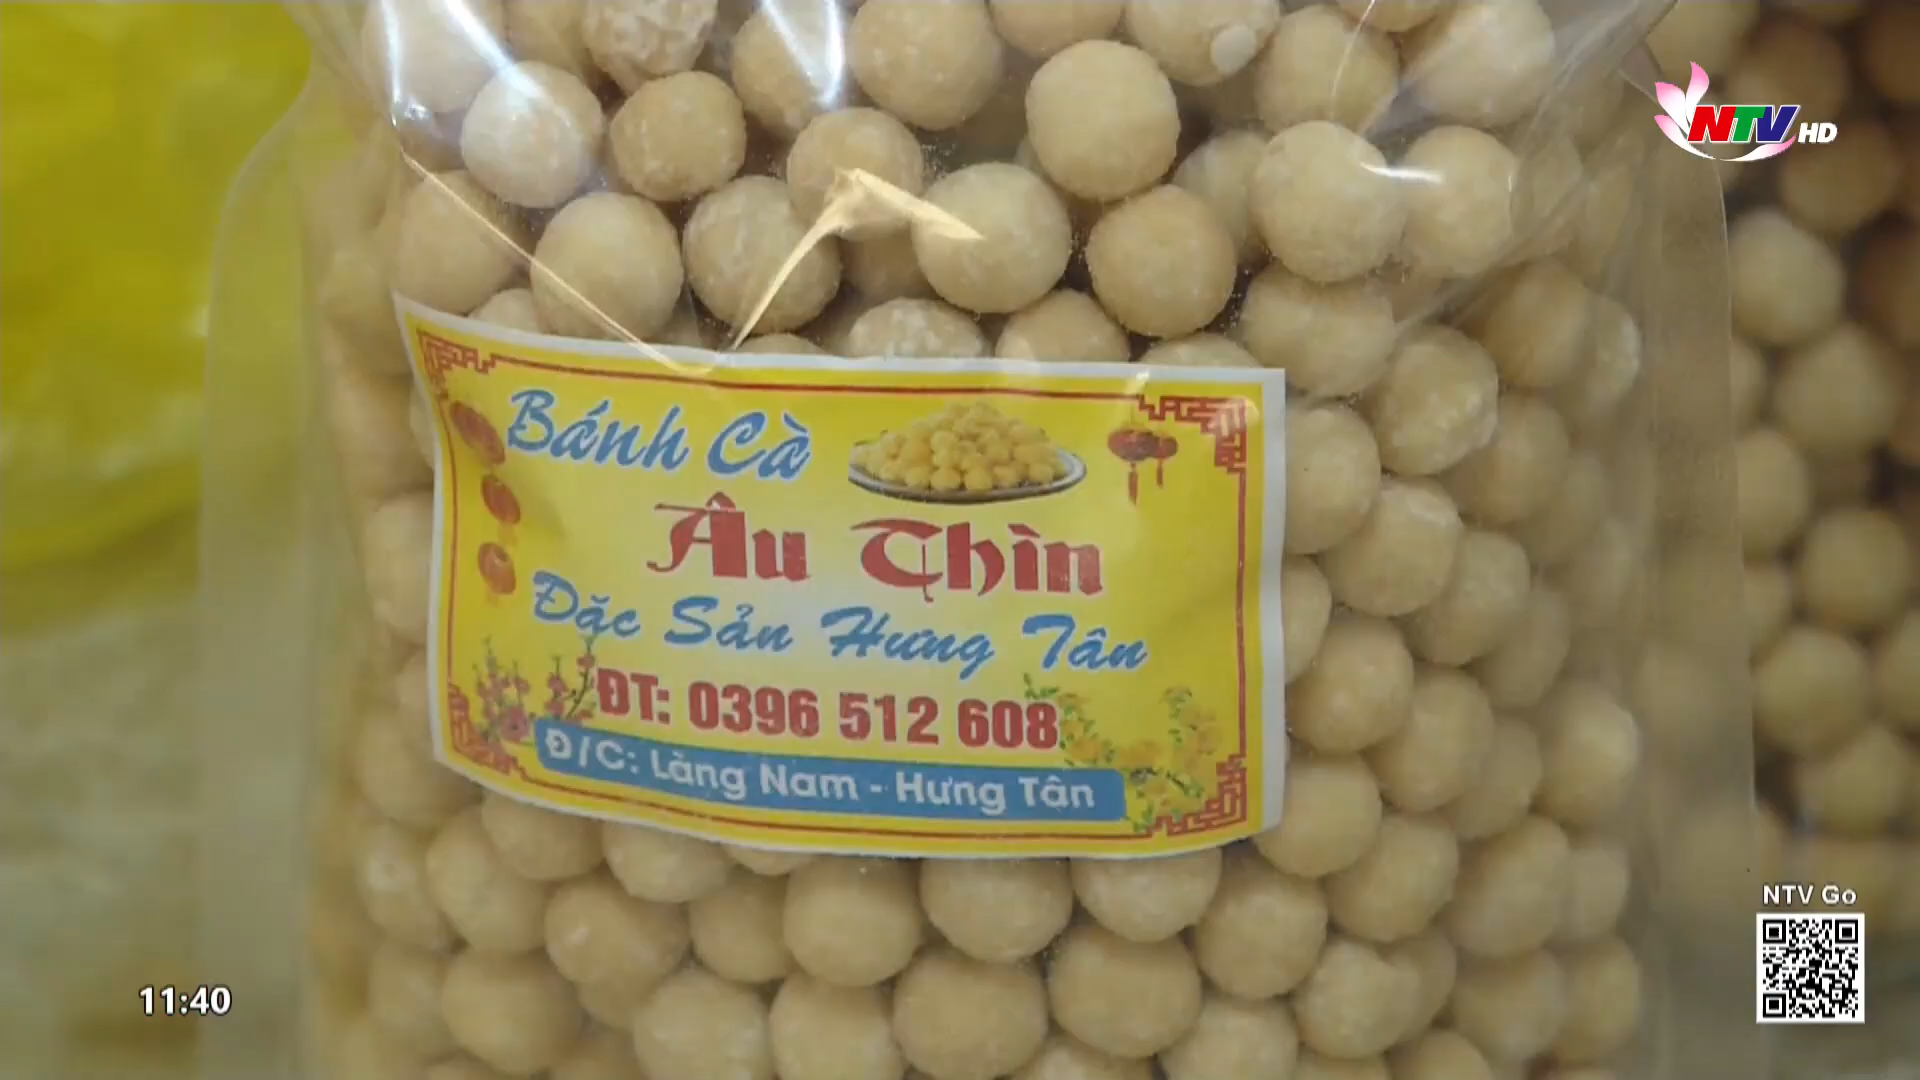 NTV HD
Bánh Cà
Âu Thìn
Đặc Sản Hưng Tân
ĐT: 0396 512 608
Đ/C: Làng Nam - Hưng Tân
NTV Go
11:40